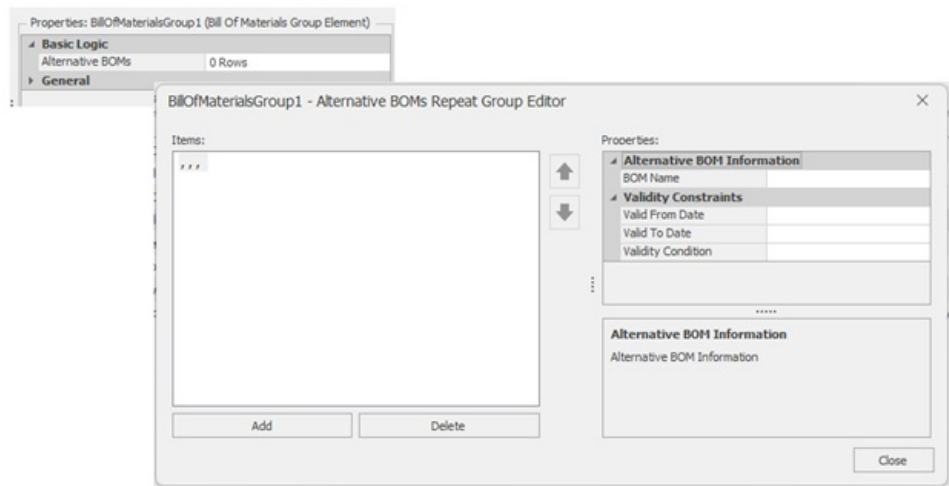 Properties: BillOfMaterialsGroup1 (Bill Of Materials Group Element)
Basic Logic
Alternative BOMs 0 Rows
General
BillOfMaterialsGroup1 - Alternative BOMs Repeat Group Editor
Items:
, , ,
Properties:
Alternative BOM Information
BOM Name
Validity Constraints
Valid From Date
Valid To Date
Validity Condition
Alternative BOM Information
Alternative BOM Information
Add Delete
Close